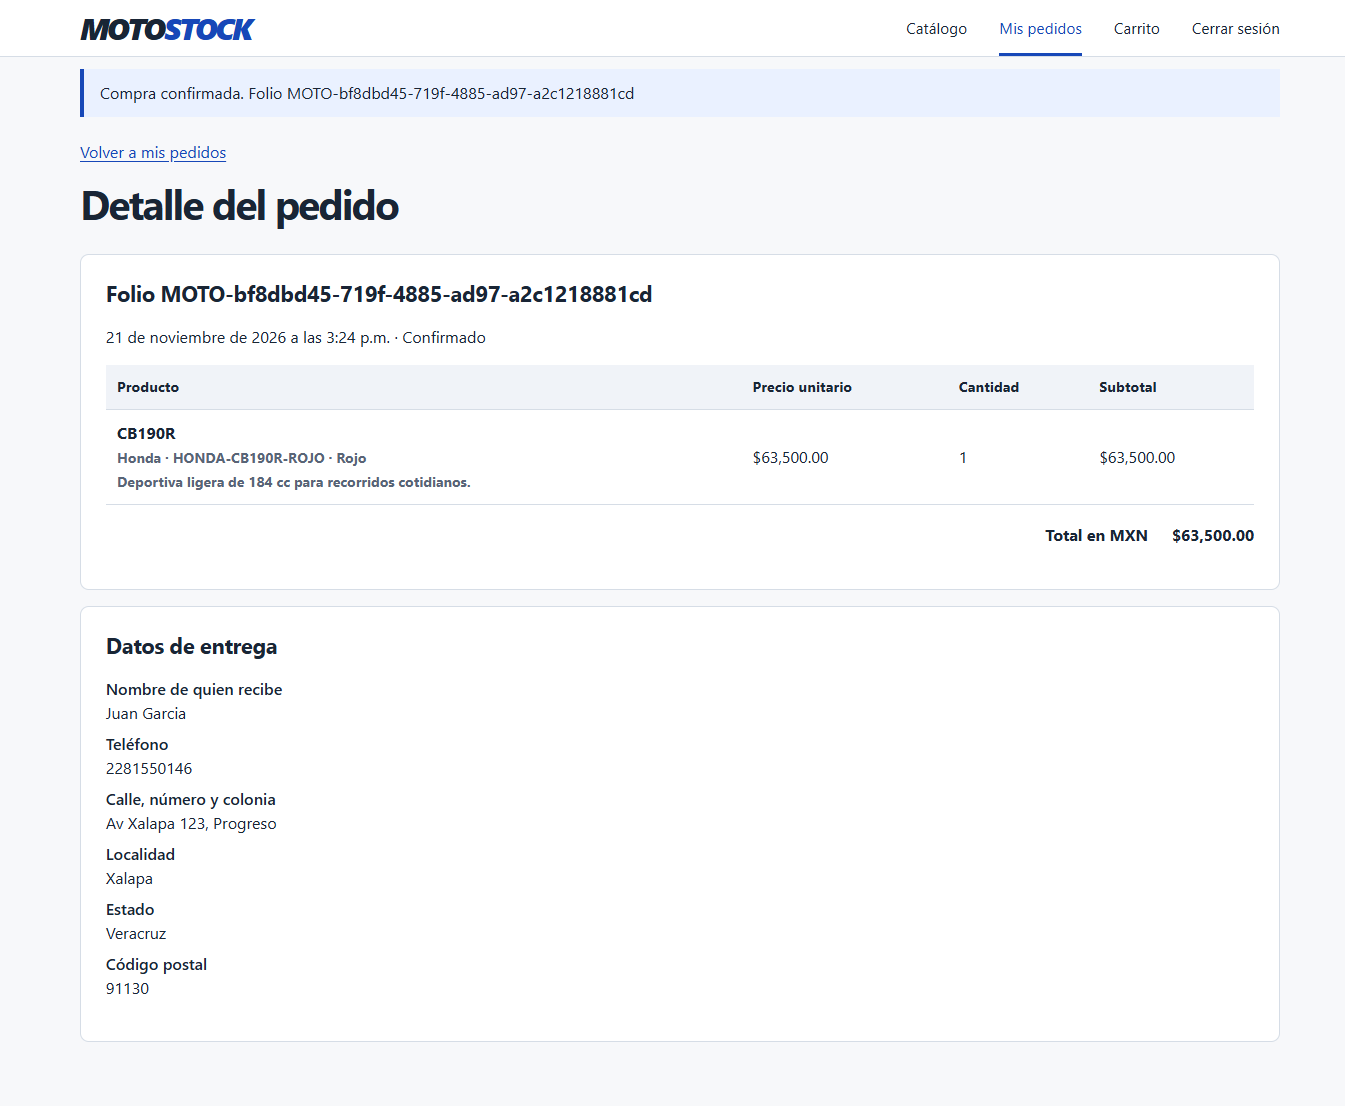 MOTOSTOCK
Catálogo
Mis pedidos
Carrito
Cerrar sesión
Compra confirmada. Folio MOTO-bf8dbd45-719f-4885-ad97-a2c1218881cd
Volver a mis pedidos
Detalle del pedido
Folio MOTO-bf8dbd45-719f-4885-ad97-a2c1218881cd
21 de noviembre de 2026 a las 3:24 p.m. · Confirmado
Producto Precio unitario Cantidad Subtotal
CB190R
Honda · HONDA-CB190R-ROJO · Rojo
Deportiva ligera de 184 cc para recorridos cotidianos.
$63,500.00 1 $63,500.00
Total en MXN $63,500.00
Datos de entrega
Nombre de quien recibe
Juan Garcia
Teléfono
2281550146
Calle, número y colonia
Av Xalapa 123, Progreso
Localidad
Xalapa
Estado
Veracruz
Código postal
91130